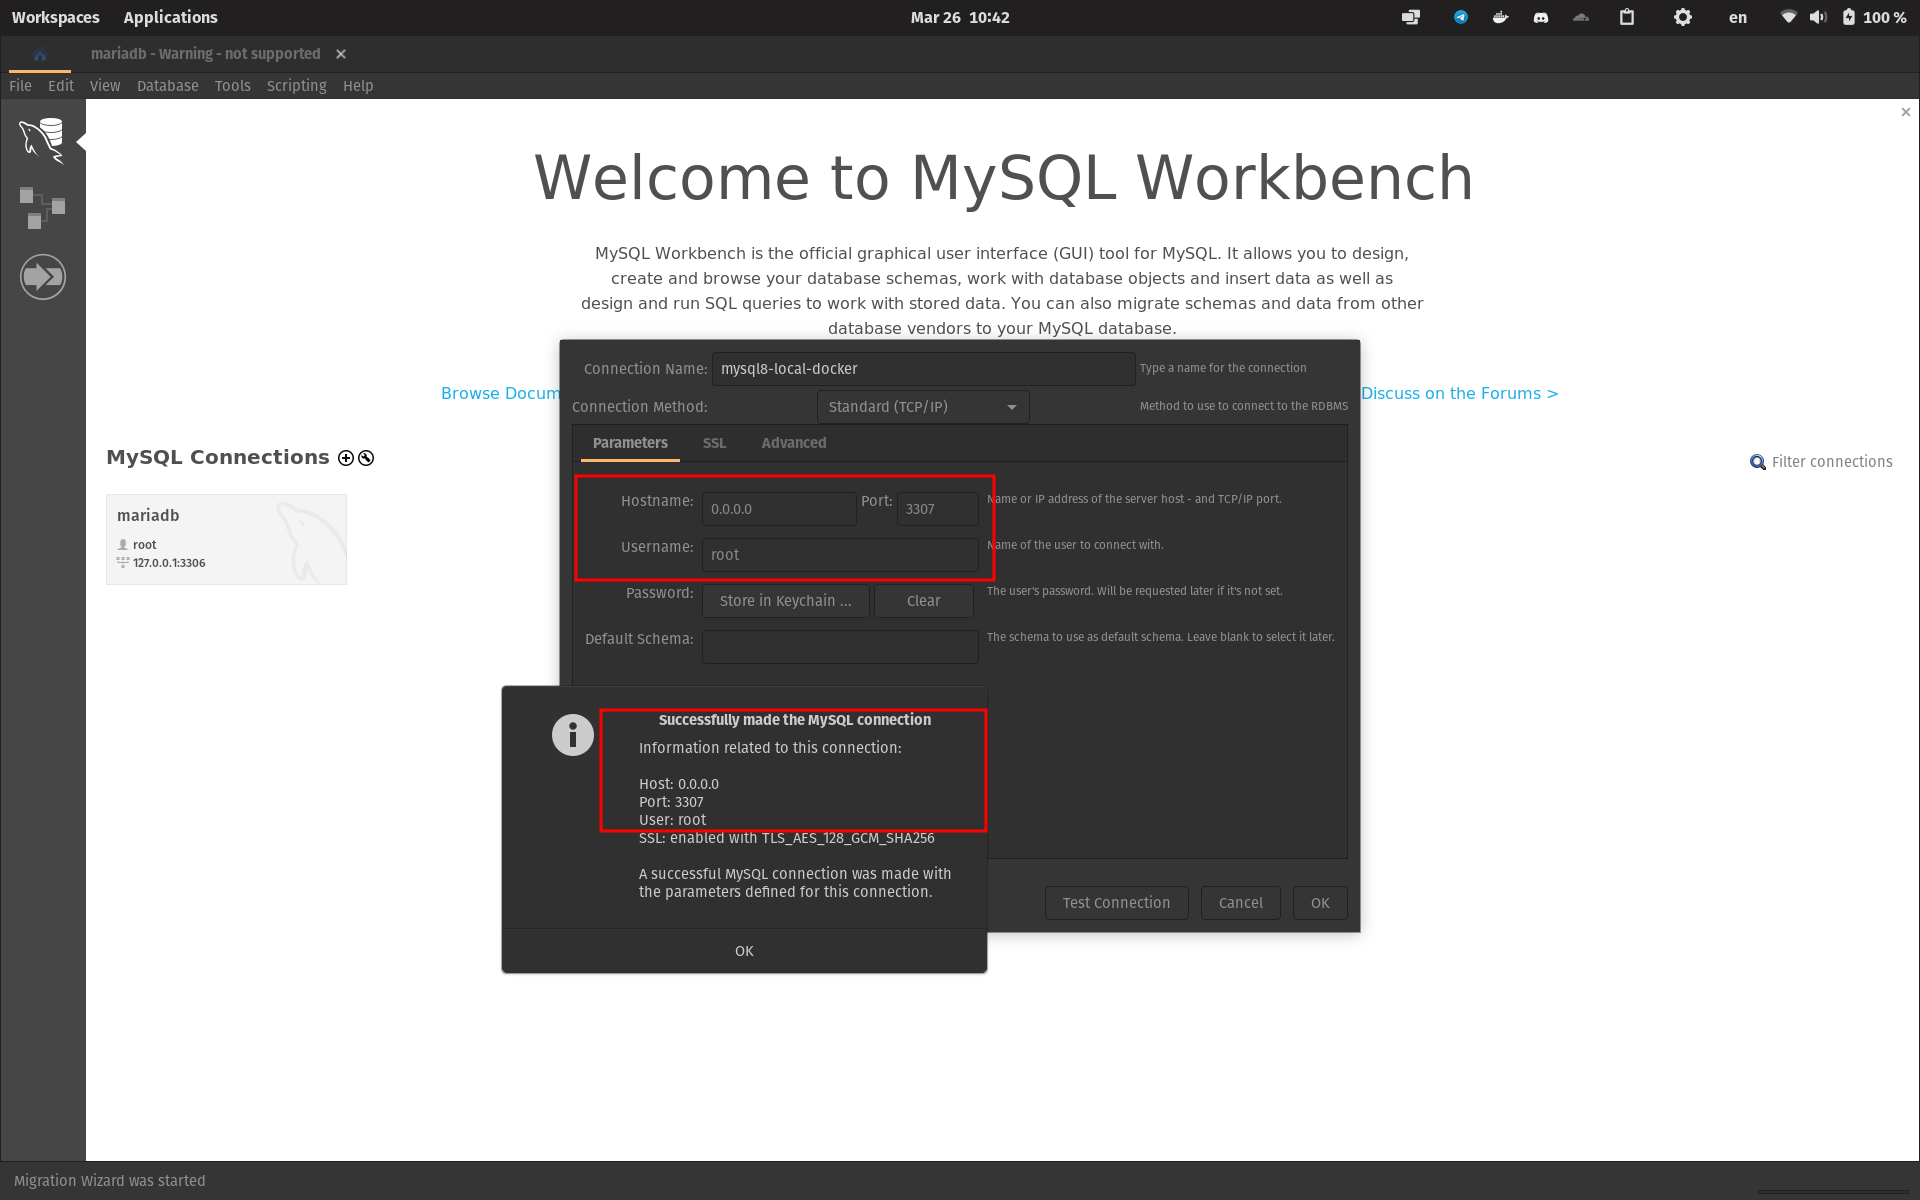 Workspaces Applications Mar 26 10:42 en 100 %
mariadb - Warning - not supported
File Edit View Database Tools Scripting Help
Welcome to MySQL Workbench
MySQL Workbench is the official graphical user interface (GUI) tool for MySQL. It allows you to design,
create and browse your database schemas, work with database objects and insert data as well as
design and run SQL queries to work with stored data. You can also migrate schemas and data from other
database vendors to your MySQL database.
Browse Docum Discuss on the Forums >
MySQL Connections
Filter connections
mariadb
root
127.0.0.1:3306
Connection Name: mysql8-local-docker Type a name for the connection
Connection Method: Standard (TCP/IP) Method to use to connect to the RDBMS
Parameters SSL Advanced
Hostname: 0.0.0.0 Port: 3307 Name or IP address of the server host - and TCP/IP port.
Username: root Name of the user to connect with.
Password: Store in Keychain ... Clear The user's password. Will be requested later if it's not set.
Default Schema: The schema to use as default schema. Leave blank to select it later.
Successfully made the MySQL connection
Information related to this connection:
Host: 0.0.0.0
Port: 3307
User: root
SSL: enabled with TLS_AES_128_GCM_SHA256
A successful MySQL connection was made with
the parameters defined for this connection.
OK
Test Connection Cancel OK
Migration Wizard was started